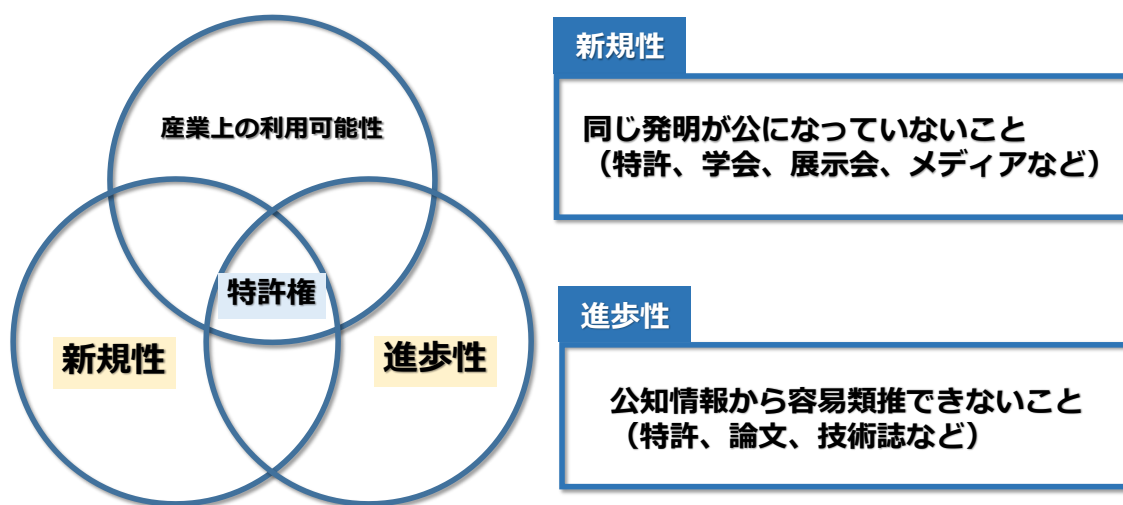 産業上の利用可能性
特許権
新規性
進歩性
新規性
同じ発明が公になっていないこと
（特許、学会、展示会、メディアなど）
進歩性
公知情報から容易類推できないこと
（特許、論文、技術誌など）